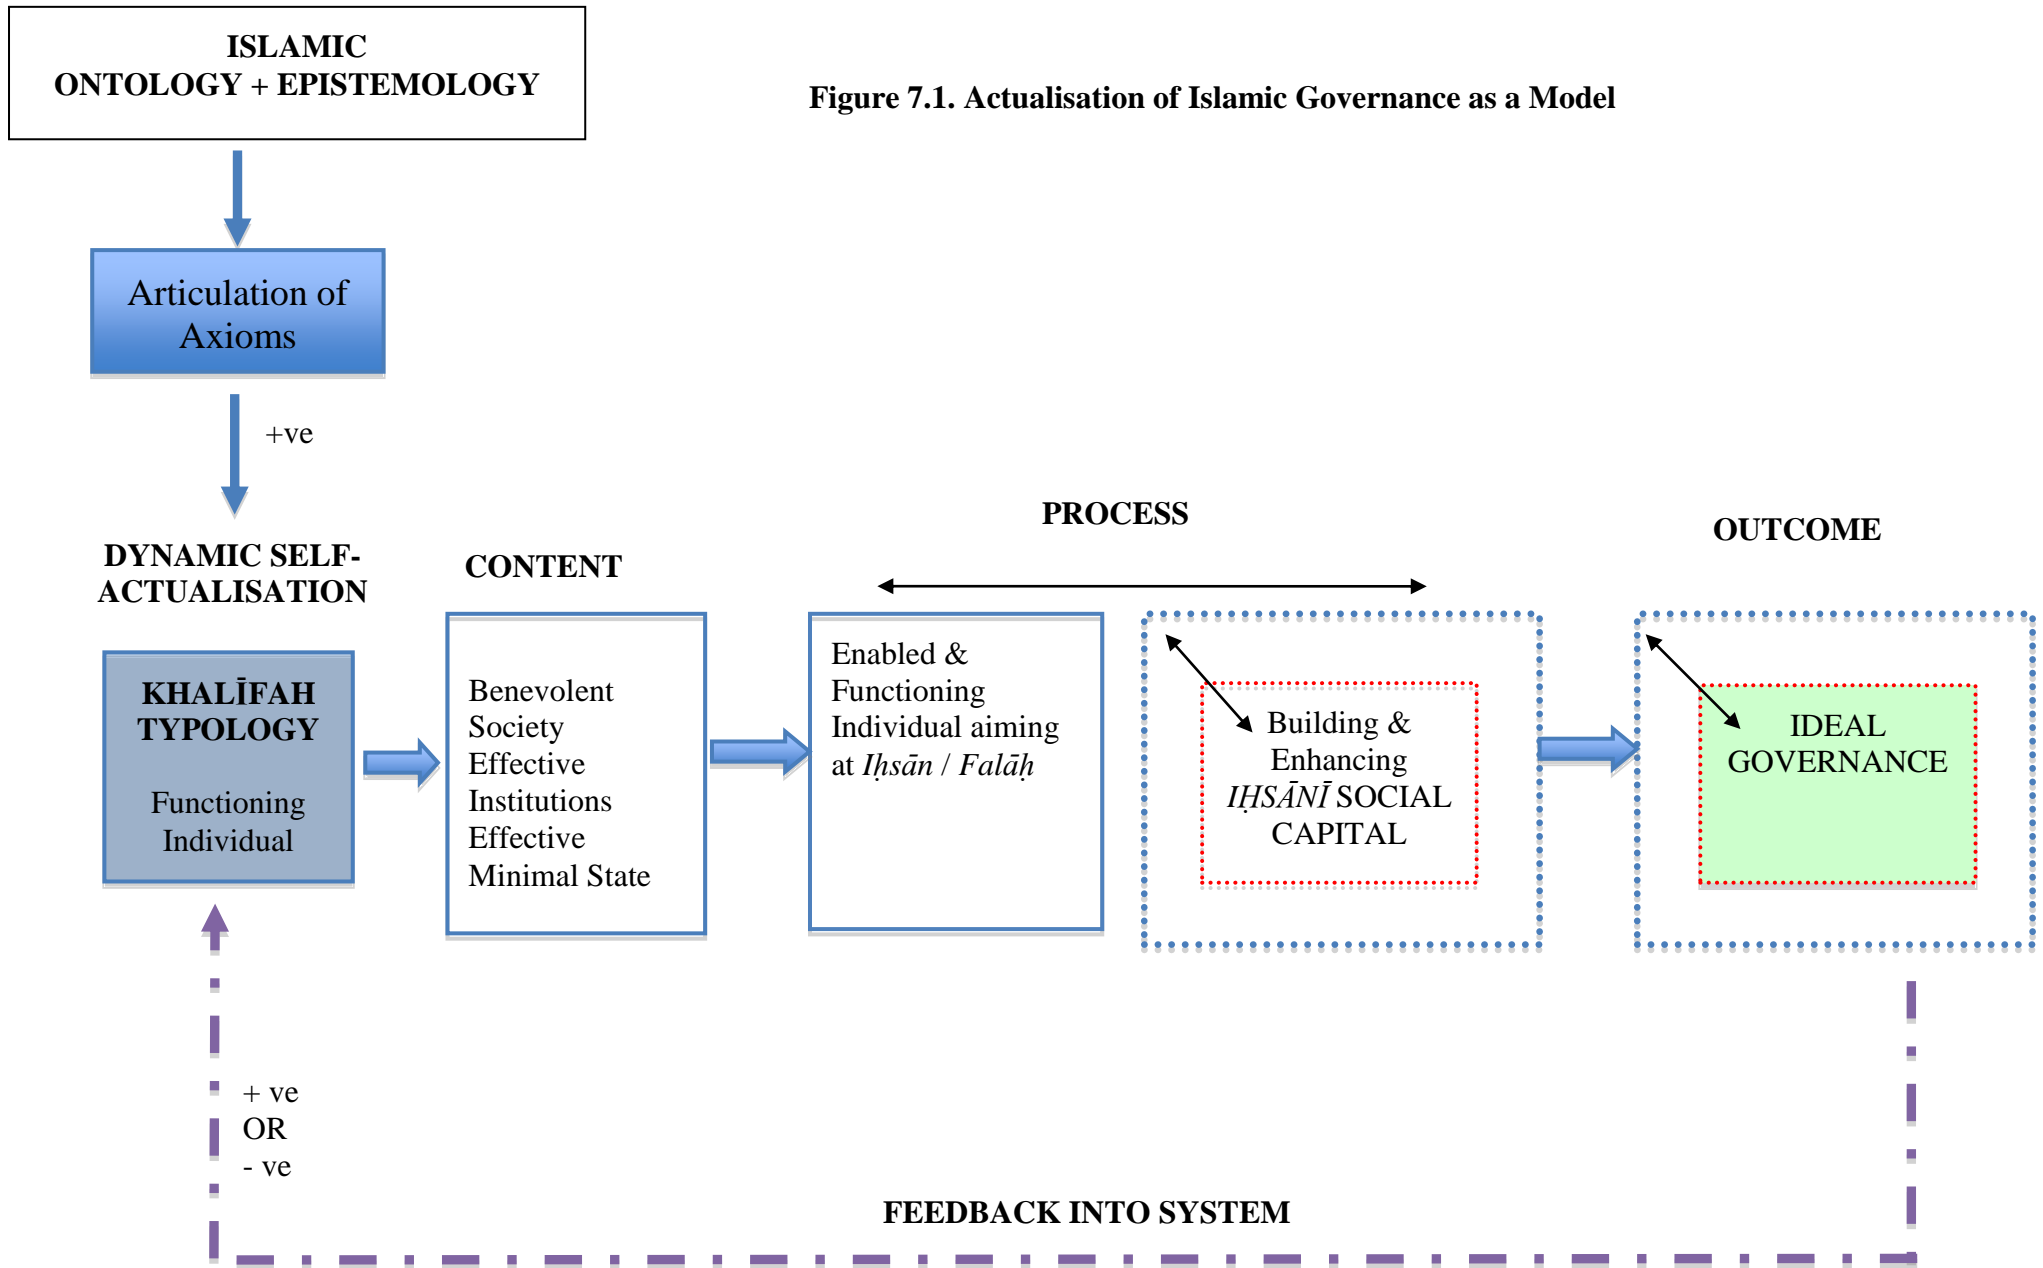 ISLAMIC
ONTOLOGY + EPISTEMOLOGY
Figure 7.1. Actualisation of Islamic Governance as a Model
Articulation of
Axioms
+ve
DYNAMIC SELF-
ACTUALISATION
CONTENT
PROCESS
OUTCOME
KHALĪFAH
TYPOLOGY
Functioning
Individual
Benevolent
Society
Effective
Institutions
Effective
Minimal State
Enabled &
Functioning
Individual aiming
at Iḥsān / Falāḥ
Building &
Enhancing
IḤSĀNĪ SOCIAL
CAPITAL
IDEAL
GOVERNANCE
+ ve
OR
- ve
FEEDBACK INTO SYSTEM